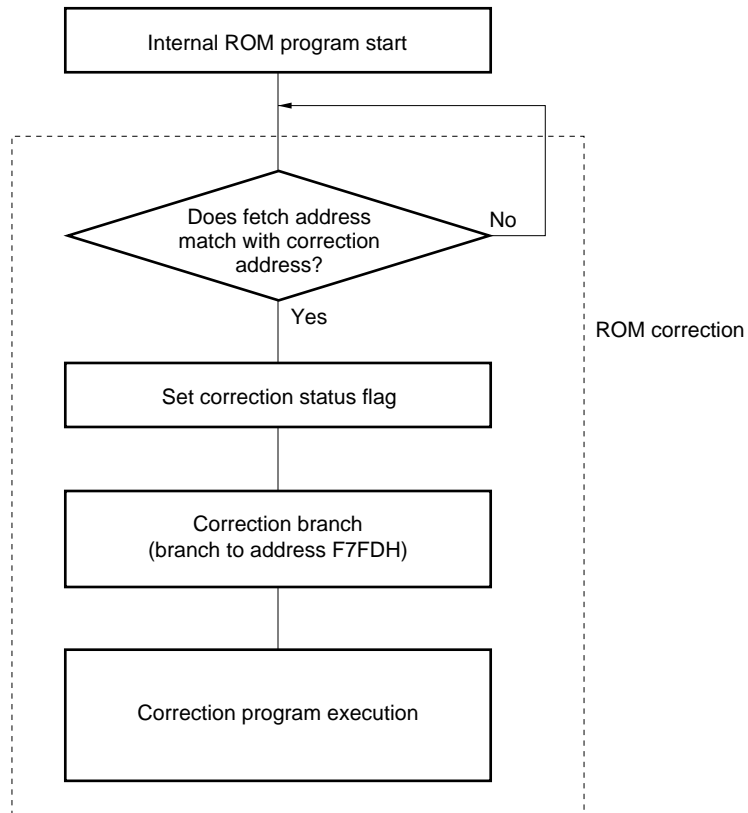 Internal ROM program start
Does fetch address
match with correction
address?
No
Yes
ROM correction
Set correction status flag
Correction branch
(branch to address F7FDH)
Correction program execution